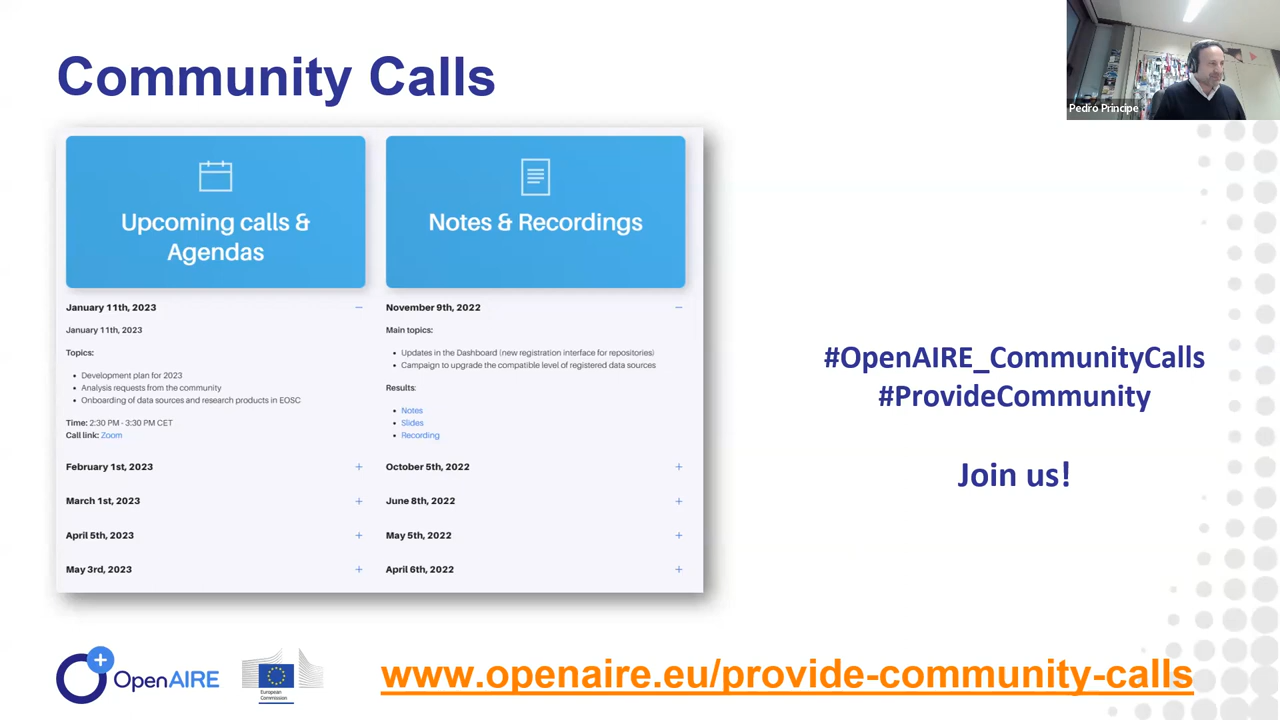 Community Calls
Pedro Príncipe
Upcoming calls &
Agendas
January 11th, 2023
January 11th, 2023
Topics:
Development plan for 2023
Analysis requests from the community
Onboarding of data sources and research products in EOSC
Time: 2:30 PM - 3:30 PM CET
Call link: Zoom
February 1st, 2023
March 1st, 2023
April 5th, 2023
May 3rd, 2023
Notes & Recordings
November 9th, 2022
Main topics:
Updates in the Dashboard (new registration interface for repositories)
Campaign to upgrade the compatible level of registered data sources
Results:
Notes
Slides
Recording
October 5th, 2022
June 8th, 2022
May 5th, 2022
April 6th, 2022
#OpenAIRE_CommunityCalls
#ProvideCommunity
Join us!
OpenAIRE
European
Commission
www.openaire.eu/provide-community-calls